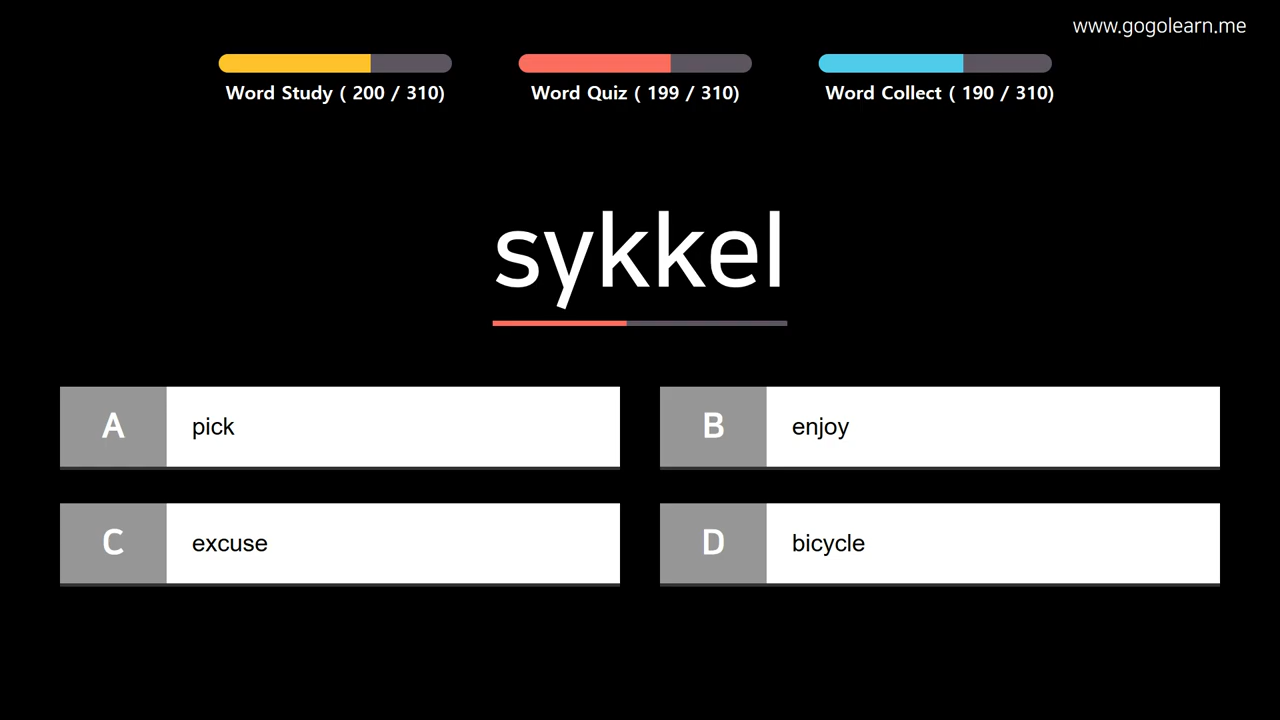 www.gogolearn.me
Word Study ( 200 / 310)
Word Quiz ( 199 / 310)
Word Collect ( 190 / 310)
sykkel
A pick
B enjoy
C excuse
D bicycle